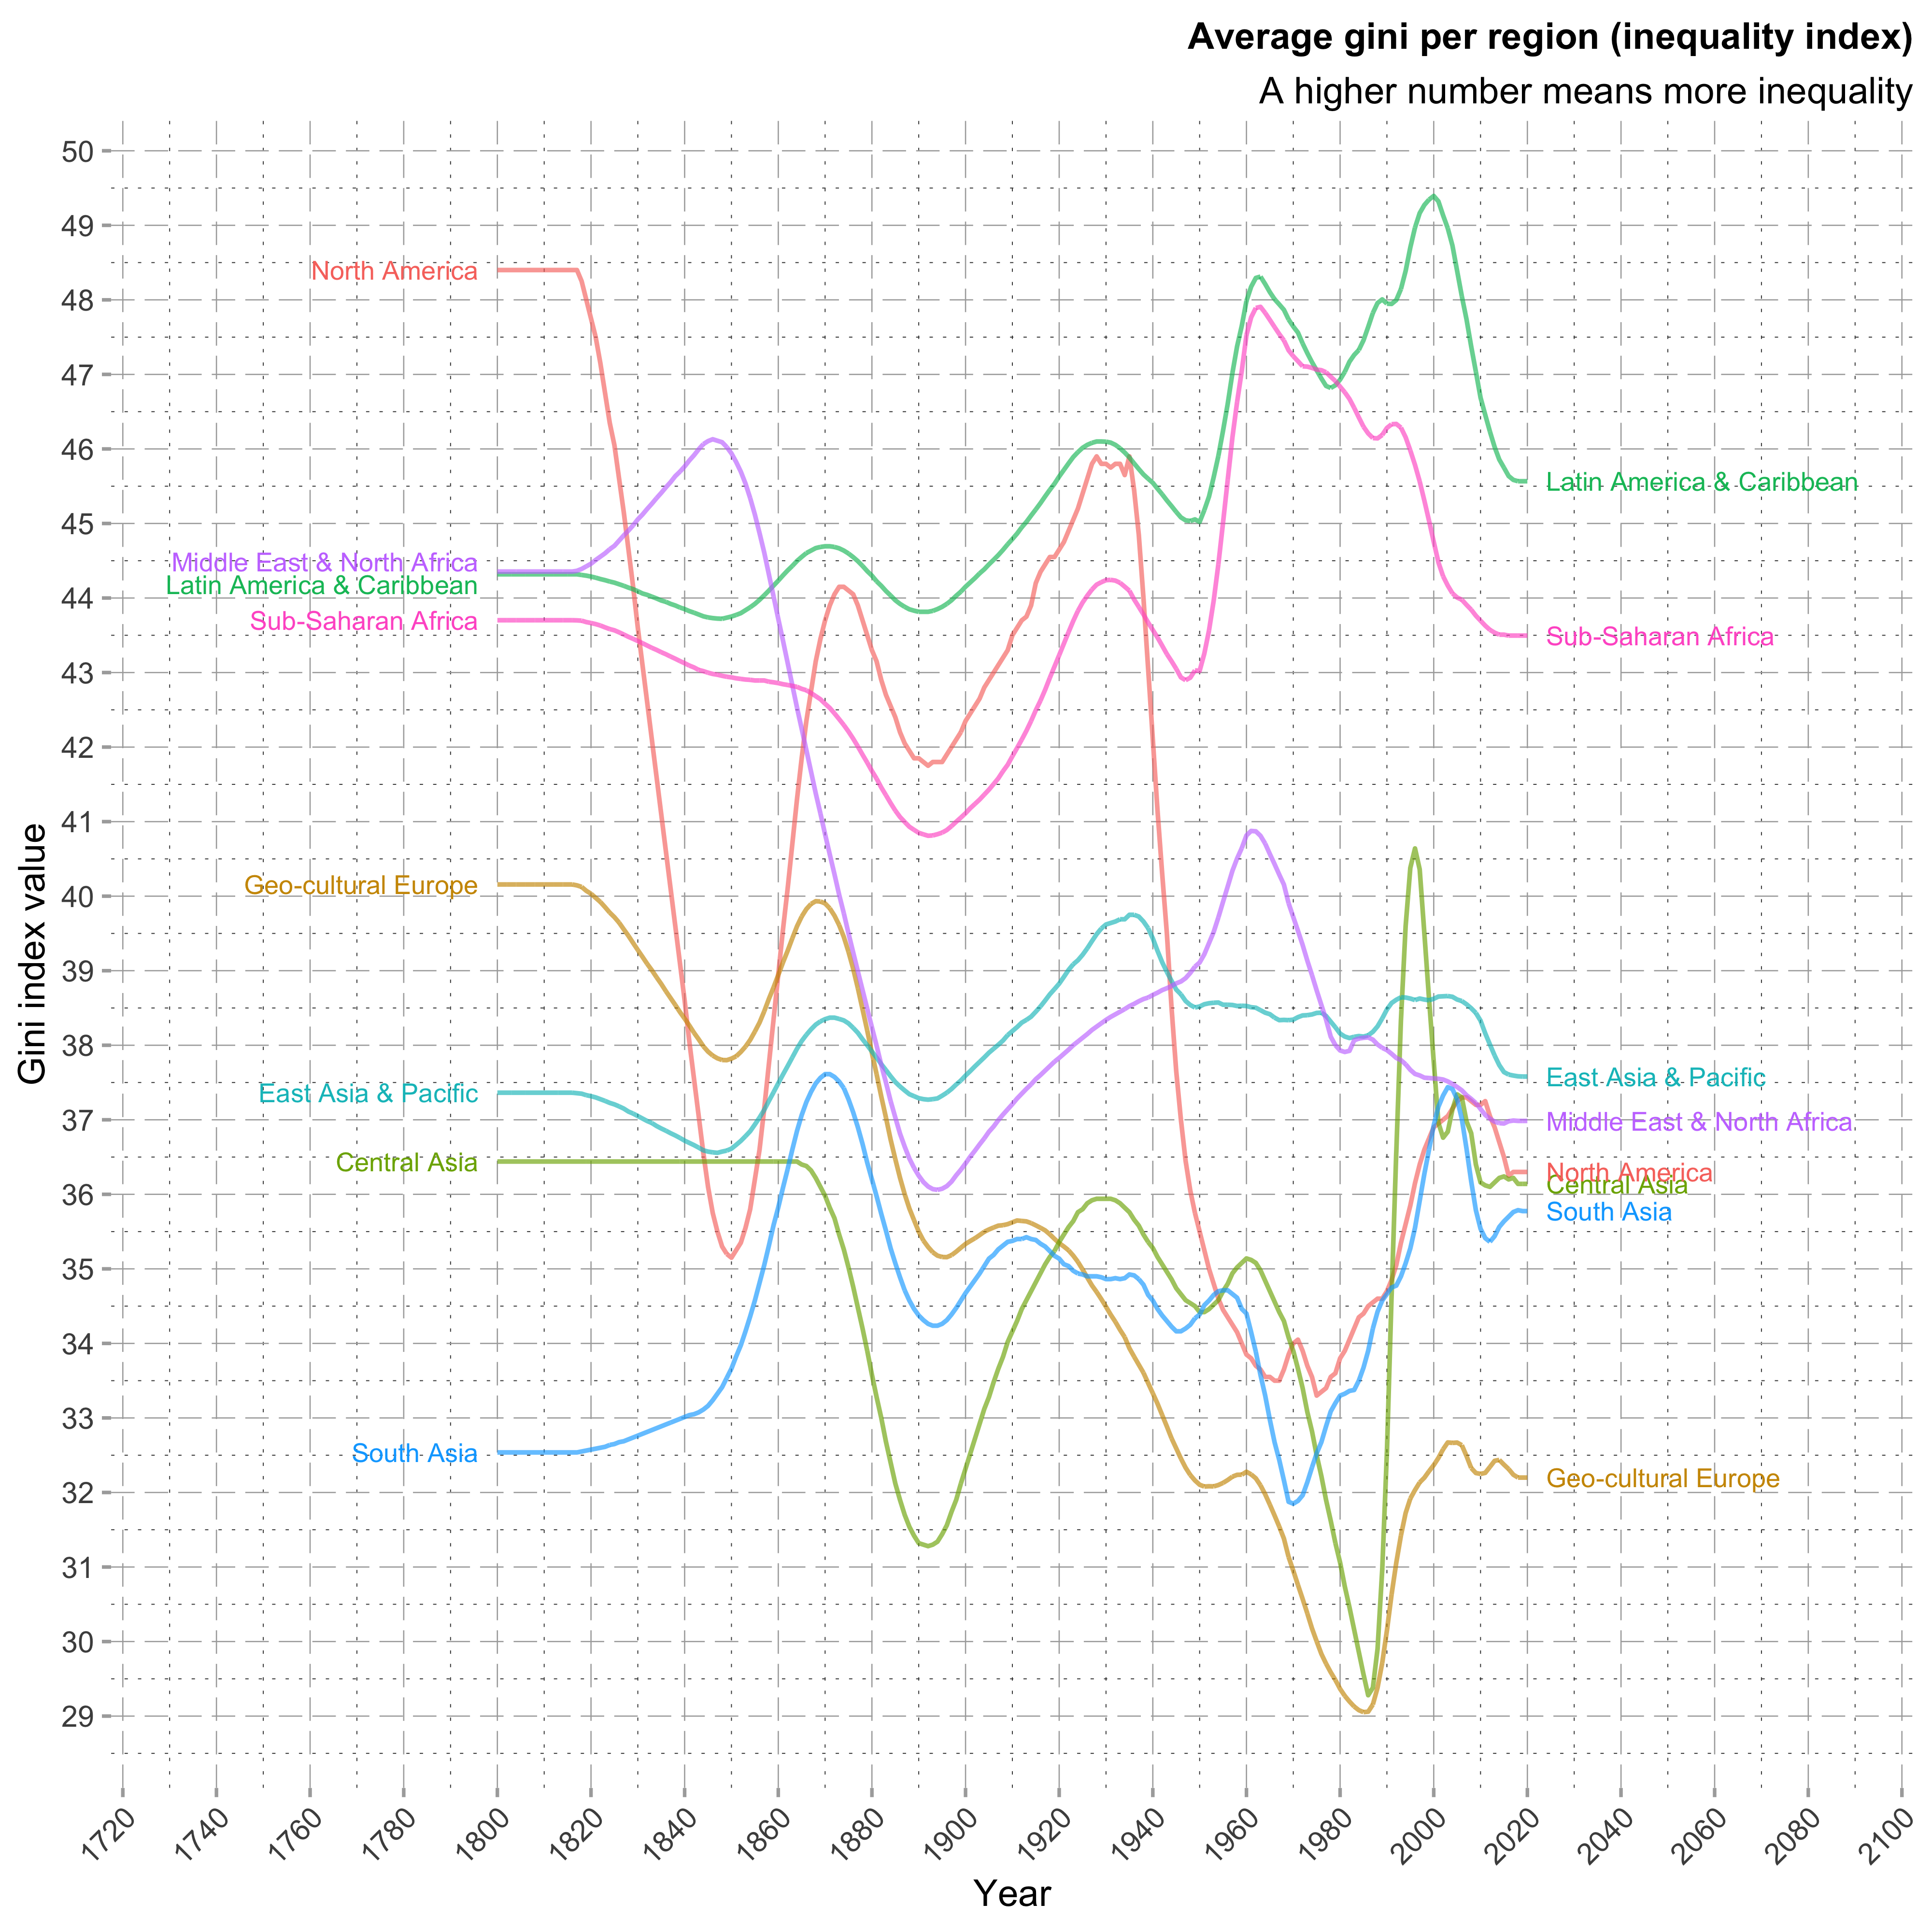 Average gini per region (inequality index)
A higher number means more inequality
Gini index value
50
49
48
47
46
45
44
43
42
41
40
39
38
37
36
35
34
33
32
31
30
29
North America
Middle East & North Africa
Latin America & Caribbean
Sub-Saharan Africa
Geo-cultural Europe
East Asia & Pacific
Central Asia
South Asia
Latin America & Caribbean
Sub-Saharan Africa
East Asia & Pacific
Middle East & North Africa
North America
Central Asia
South Asia
Geo-cultural Europe
1720 1740 1760 1780 1800 1820 1840 1860 1880 1900 1920 1940 1960 1980 2000 2020 2040 2060 2080 2100
Year